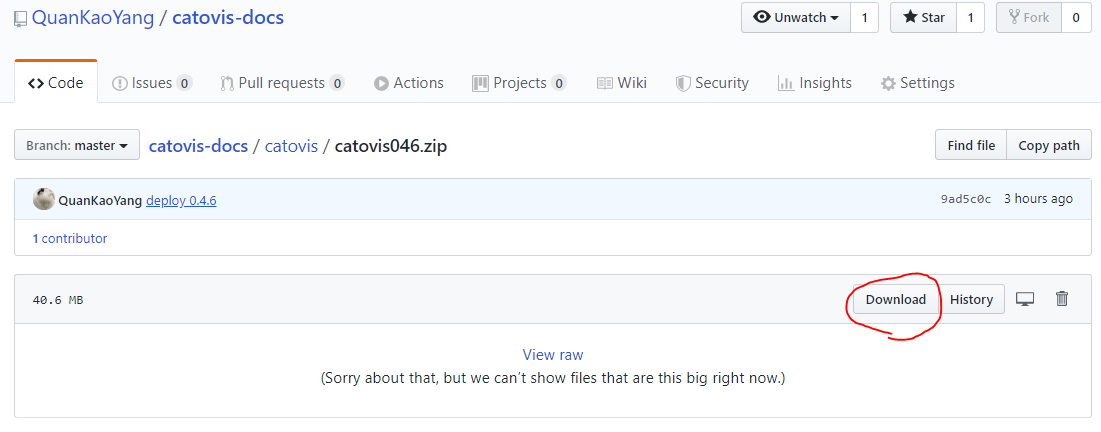 QuanKaoYang / catovis-docs
Unwatch 1 Star 1 Fork 0
Code Issues 0 Pull requests 0 Actions Projects 0 Wiki Security Insights Settings
Branch: master catovis-docs / catovis / catovis046.zip Find file Copy path
QuanKaoYang deploy 0.4.6 9ad5c0c 3 hours ago
1 contributor
40.6 MB Download History
View raw
(Sorry about that, but we can’t show files that are this big right now.)